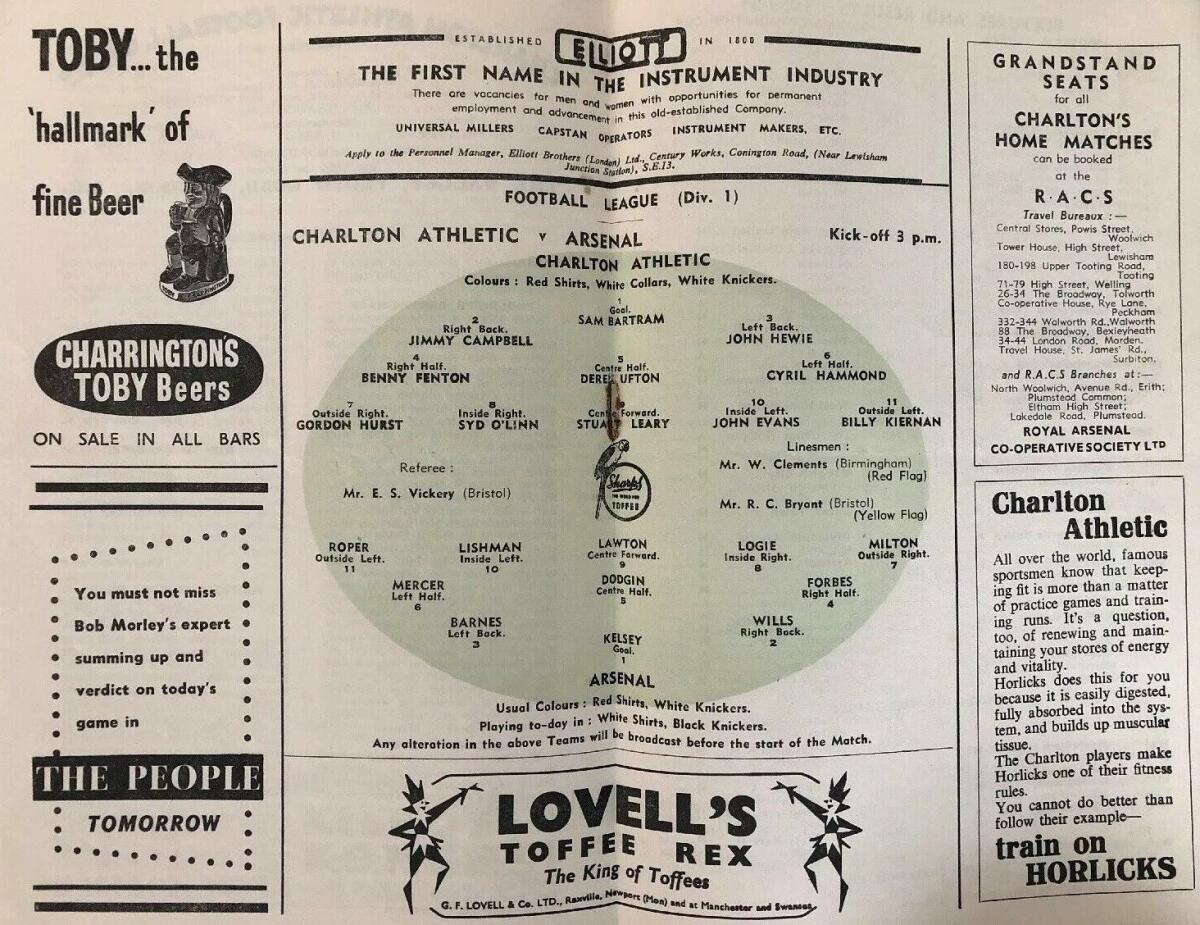 TOBY...the
'hallmark' of
fine Beer
CHARRINGTON'S
TOBY Beers
ON SALE IN ALL BARS
You must not miss
Bob Morley's expert
summing up and
verdict on today's
game in
THE PEOPLE
TOMORROW
ESTABLISHED ELLIOTT IN 1800
THE FIRST NAME IN THE INSTRUMENT INDUSTRY
There are vacancies for men and women with opportunities for permanent
employment and advancement in this old-established Company.
UNIVERSAL MILLERS CAPSTAN OPERATORS INSTRUMENT MAKERS, ETC.
Apply to the Personnel Manager, Elliott Brothers (London) Ltd., Century Works, Conington Road, (Near Lewisham
Junction Station), S.E.13.
FOOTBALL LEAGUE (Div. 1)
CHARLTON ATHLETIC v ARSENAL Kick-off 3 p.m.
CHARLTON ATHLETIC
Colours : Red Shirts, White Collars, White Knickers.
1
Goal.
SAM BARTRAM
2 3
Right Back. Left Back.
JIMMY CAMPBELL JOHN HEWIE
4 5 6
Right Half. Centre Half. Left Half.
BENNY FENTON DEREK UFTON CYRIL HAMMOND
7 8 9 10 11
Outside Right. Inside Right. Centre Forward. Inside Left. Outside Left.
GORDON HURST SYD O'LINN STUART LEARY JOHN EVANS BILLY KIERNAN
Referee : Linesmen :
Mr. E. S. Vickery (Bristol) Mr. W. Clements (Birmingham)
(Red Flag)
Mr. R. C. Bryant (Bristol)
(Yellow Flag)
Sharps
THE WORD FOR
TOFFEE
ROPER LISHMAN LAWTON LOGIE MILTON
Outside Left. Inside Left. Centre Forward. Inside Right. Outside Right.
11 10 9 8 7
MERCER DODGIN FORBES
Left Half. Centre Half. Right Half.
6 5 4
BARNES WILLS
Left Back. Right Back.
3 2
KELSEY
Goal.
1
ARSENAL
Usual Colours : Red Shirts, White Knickers.
Playing to-day in : White Shirts, Black Knickers.
Any alteration in the above Teams will be broadcast before the start of the Match.
LOVELL'S
TOFFEE REX
The King of Toffees
G. F. LOVELL & Co. LTD., Rexville, Newport (Mon) and at Manchester and Swansea.
GRANDSTAND
SEATS
for all
CHARLTON'S
HOME MATCHES
can be booked
at the
R·A·C·S
Travel Bureaux :—
Central Stores, Powis Street,
Woolwich
Tower House, High Street,
Lewisham
180-198 Upper Tooting Road,
Tooting
71-79 High Street, Welling
26-34 The Broadway, Tolworth
Co-operative House, Rye Lane,
Peckham
332-344 Walworth Rd., Walworth
88 The Broadway, Bexleyheath
34-44 London Road, Morden.
Travel House, St. James' Rd.,
Surbiton,
and R.A.C.S Branches at :—
North Woolwich, Avenue Rd., Erith;
Plumstead Common;
Eltham High Street;
Lakedale Road, Plumstead.
ROYAL ARSENAL
CO-OPERATIVE SOCIETY LTD
Charlton
Athletic
All over the world, famous
sportsmen know that keep-
ing fit is more than a matter
of practice games and train-
ing runs. It's a question,
too, of renewing and main-
taining your stores of energy
and vitality.
Horlicks does this for you
because it is easily digested,
fully absorbed into the sys-
tem, and builds up muscular
tissue.
The Charlton players make
Horlicks one of their fitness
rules.
You cannot do better than
follow their example—
train on
HORLICKS